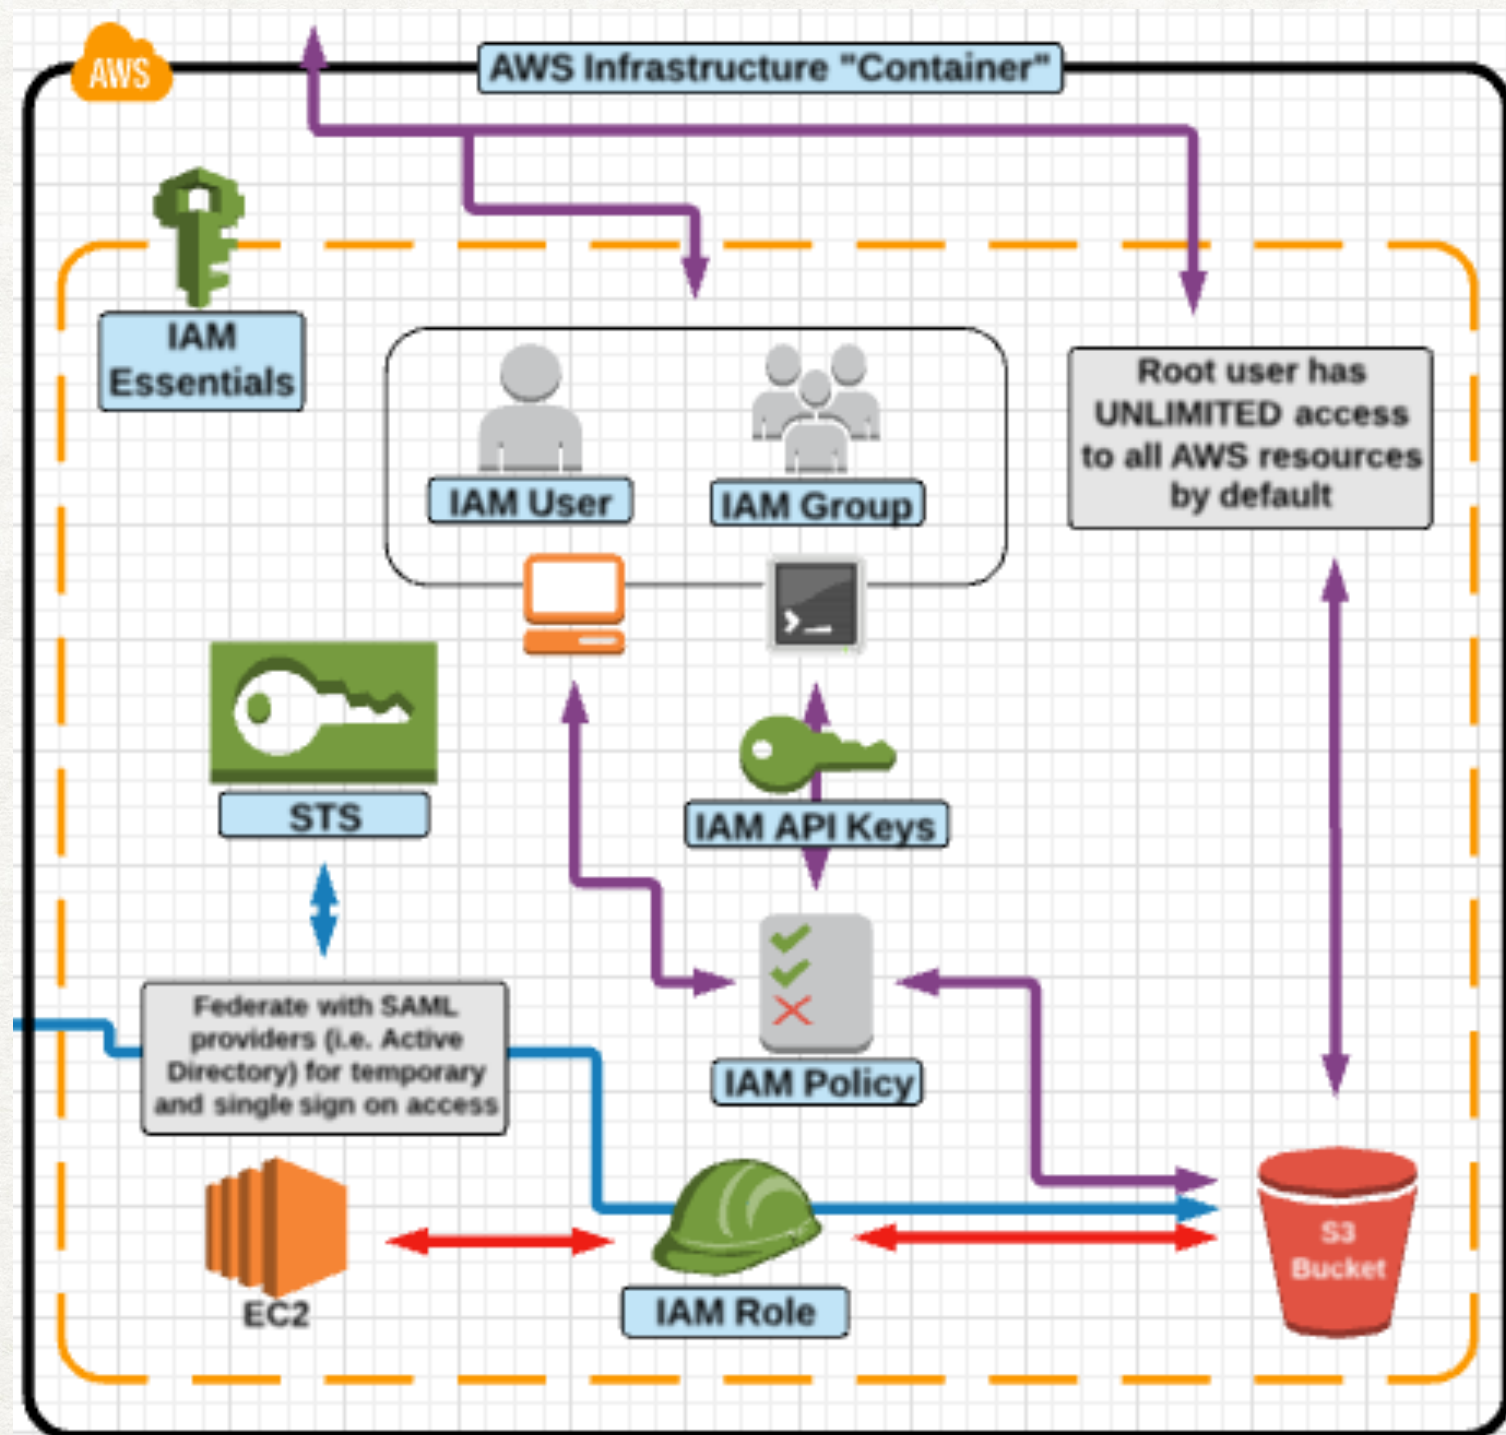 AWS
AWS Infrastructure "Container"
IAM
Essentials
IAM User
IAM Group
Root user has
UNLIMITED access
to all AWS resources
by default
STS
IAM API Keys
Federate with SAML
providers (i.e. Active
Directory) for temporary
and single sign on access
IAM Policy
EC2
IAM Role
S3
Bucket